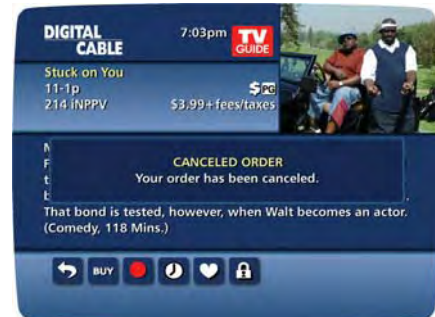 DIGITAL
CABLE
7:03pm
TV
GUIDE
Stuck on You
11-1p
$ PG
214 iNPPV
$3.99+fees/taxes
CANCELED ORDER
Your order has been canceled.
That bond is tested, however, when Walt becomes an actor.
(Comedy, 118 Mins.)
BUY